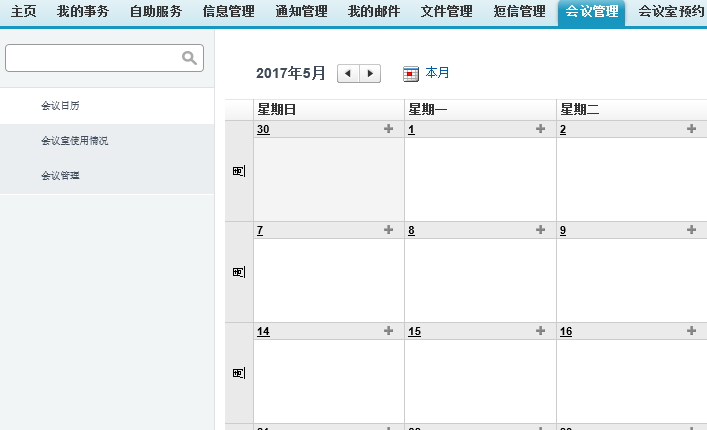 主页 我的事务 自助服务 信息管理 通知管理 我的邮件 文件管理 短信管理 会议管理 会议室预约
2017年5月 本月
会议日历
会议室使用情况
会议管理
星期日 星期一 星期二
30 1 2
周
7 8 9
周
14 15 16
周